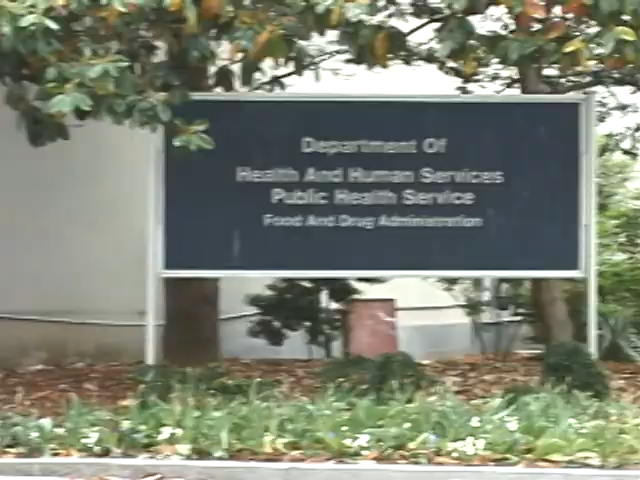 Department Of
Health And Human Services
Public Health Service
Food And Drug Administration